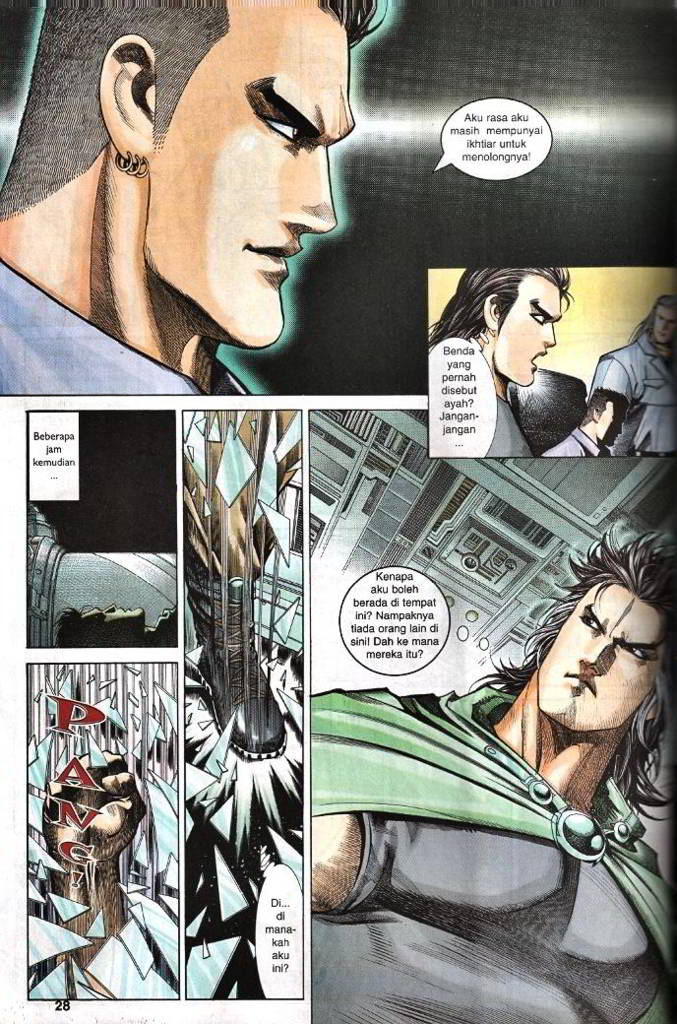 Aku rasa aku
masih mempunyai
ikhtiar untuk
menolongnya!
Benda
yang
pernah
disebut
ayah?
Jangan-
jangan
...
Beberapa
jam
kemudian
...
PANG!
Di...
di
mana-
kah
aku
ini?
Kenapa
aku boleh
berada di tempat
ini? Nampaknya
tiada orang lain di
sini! Dah ke mana
mereka itu?
28